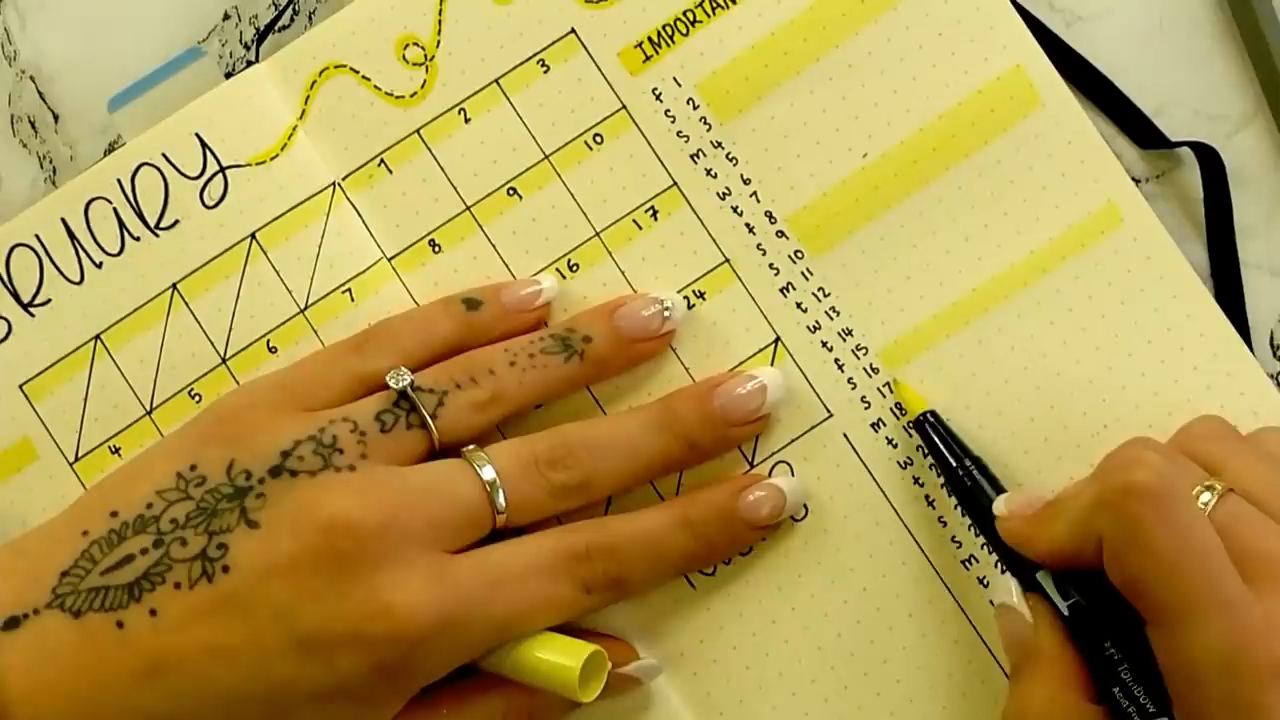 RUARY
IMPORTAN
1 2 3
4 5 6 7 8 9 10
16 17
24
f 1
s 2
s 3
m 4
t 5
w 6
t 7
f 8
s 9
s 10
m 11
t 12
w 13
t 14
f 15
s 16
s 17
m 18
t
w
t
f
s
s
m
t
Tombow